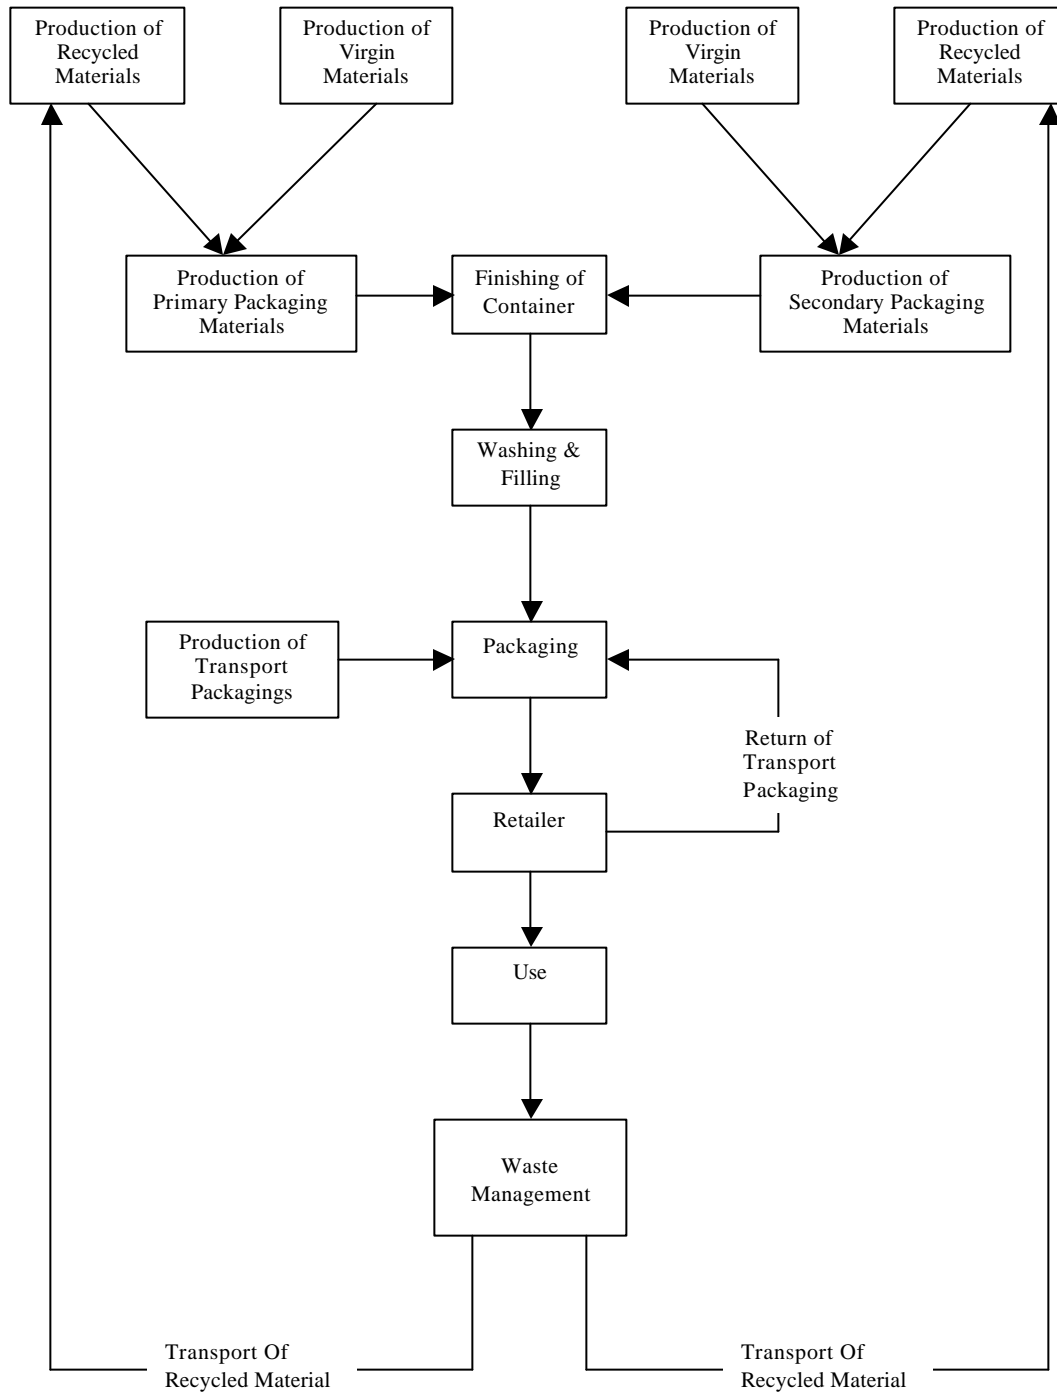 Production of
Recycled
Materials
Production of
Virgin
Materials
Production of
Virgin
Materials
Production of
Recycled
Materials
Production of
Primary Packaging
Materials
Finishing of
Container
Production of
Secondary Packaging
Materials
Washing &
Filling
Production of
Transport
Packagings
Packaging
Return of
Transport
Packaging
Retailer
Use
Waste
Management
Transport Of
Recycled Material
Transport Of
Recycled Material